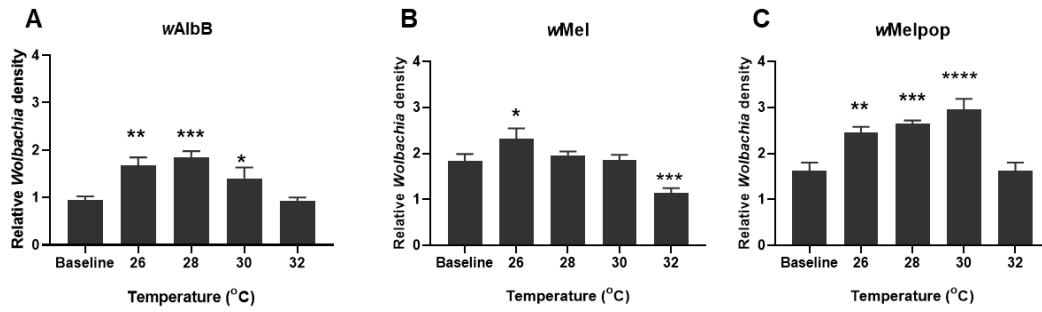 A
wAlbB
Relative Wolbachia density
4
3
2
1
0
** *** *
Baseline 26 28 30 32
Temperature (°C)
B
wMel
Relative Wolbachia density
4
3
2
1
0
* ***
Baseline 26 28 30 32
Temperature (°C)
C
wMelpop
Relative Wolbachia density
4
3
2
1
0
** *** ****
Baseline 26 28 30 32
Temperature (°C)